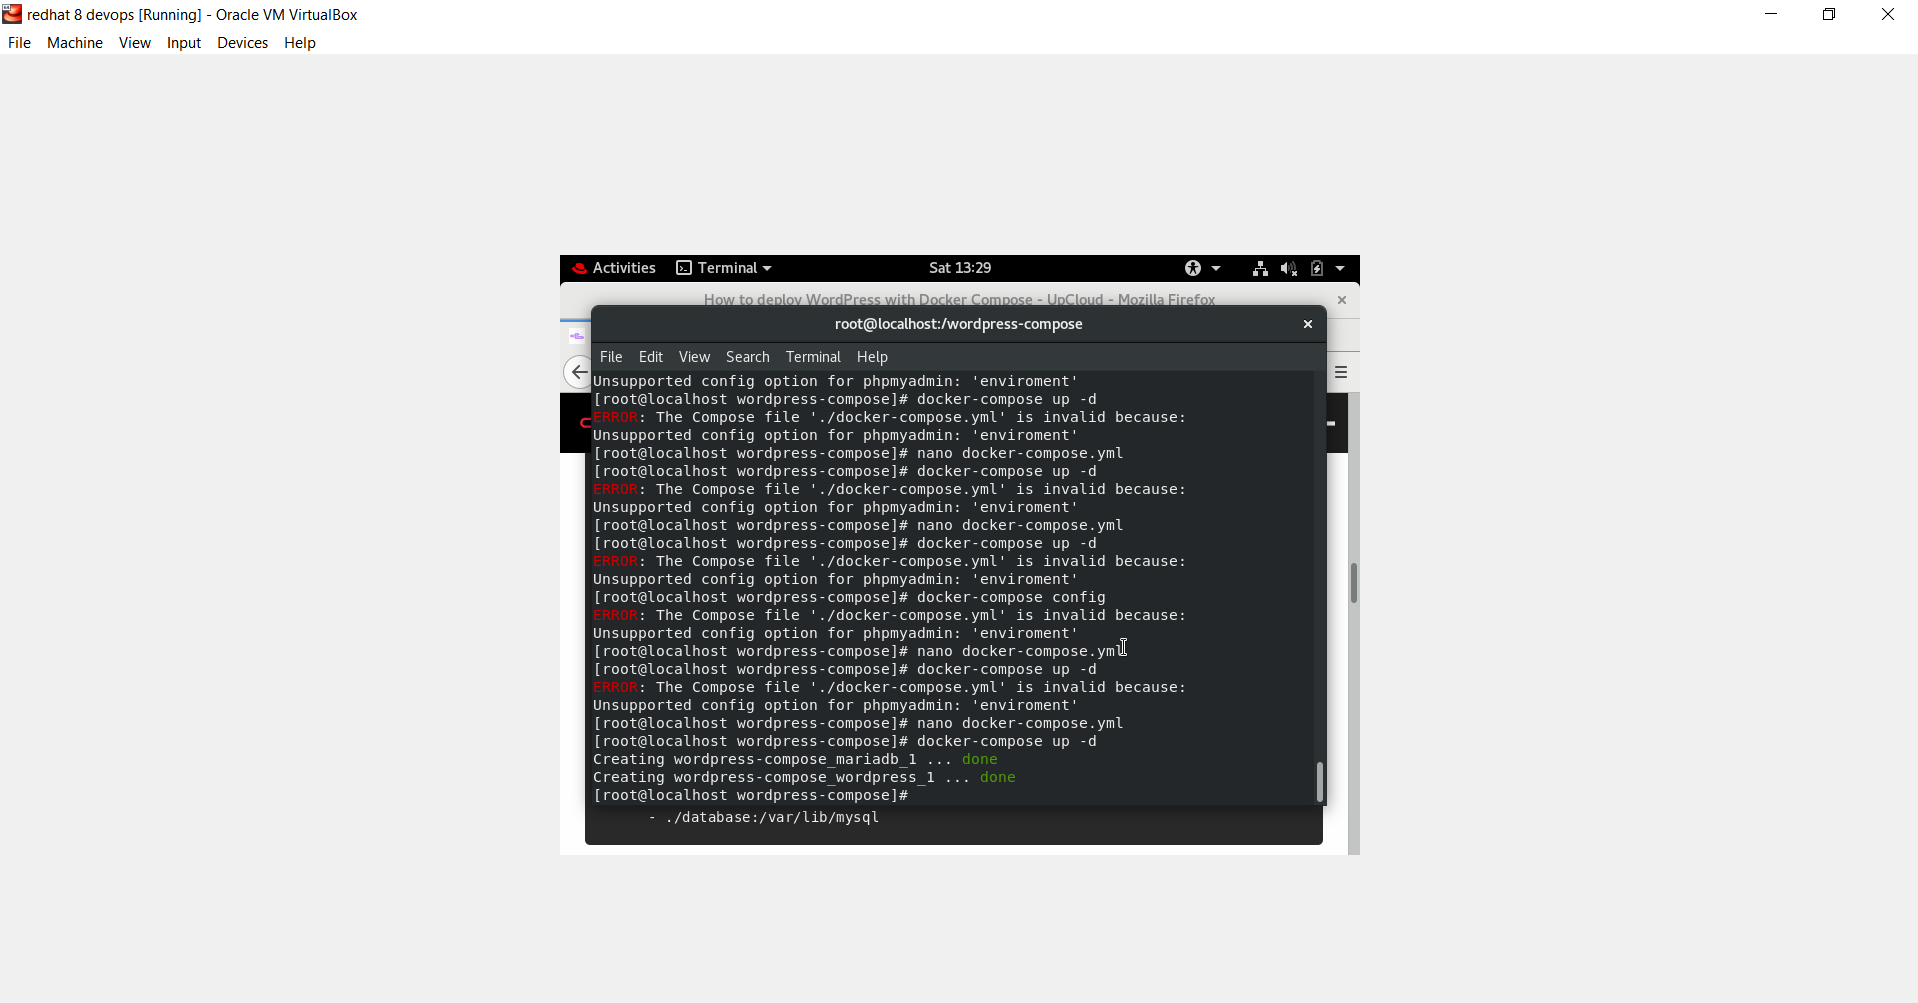 redhat 8 devops [Running] - Oracle VM VirtualBox
File Machine View Input Devices Help
Activities Terminal Sat 13:29
How to deploy WordPress with Docker Compose - UpCloud - Mozilla Firefox
root@localhost:/wordpress-compose
File Edit View Search Terminal Help
Unsupported config option for phpmyadmin: 'enviroment'
[root@localhost wordpress-compose]# docker-compose up -d
ERROR: The Compose file './docker-compose.yml' is invalid because:
Unsupported config option for phpmyadmin: 'enviroment'
[root@localhost wordpress-compose]# nano docker-compose.yml
[root@localhost wordpress-compose]# docker-compose up -d
ERROR: The Compose file './docker-compose.yml' is invalid because:
Unsupported config option for phpmyadmin: 'enviroment'
[root@localhost wordpress-compose]# nano docker-compose.yml
[root@localhost wordpress-compose]# docker-compose up -d
ERROR: The Compose file './docker-compose.yml' is invalid because:
Unsupported config option for phpmyadmin: 'enviroment'
[root@localhost wordpress-compose]# docker-compose config
ERROR: The Compose file './docker-compose.yml' is invalid because:
Unsupported config option for phpmyadmin: 'enviroment'
[root@localhost wordpress-compose]# nano docker-compose.yml
[root@localhost wordpress-compose]# docker-compose up -d
ERROR: The Compose file './docker-compose.yml' is invalid because:
Unsupported config option for phpmyadmin: 'enviroment'
[root@localhost wordpress-compose]# nano docker-compose.yml
[root@localhost wordpress-compose]# docker-compose up -d
Creating wordpress-compose_mariadb_1 ... done
Creating wordpress-compose_wordpress_1 ... done
[root@localhost wordpress-compose]#
- ./database:/var/lib/mysql